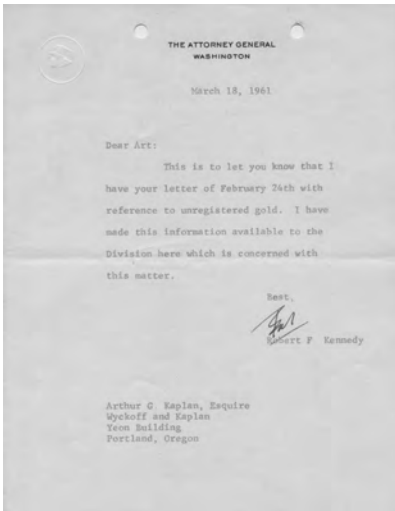 THE ATTORNEY GENERAL
WASHINGTON
March 18, 1961
Dear Art:
This is to let you know that I
have your letter of February 24th with
reference to unregistered gold. I have
made this information available to the
Division here which is concerned with
this matter.
Best,
Robert F Kennedy
Arthur G Kaplan, Esquire
Wyckoff and Kaplan
Yeon Building
Portland, Oregon